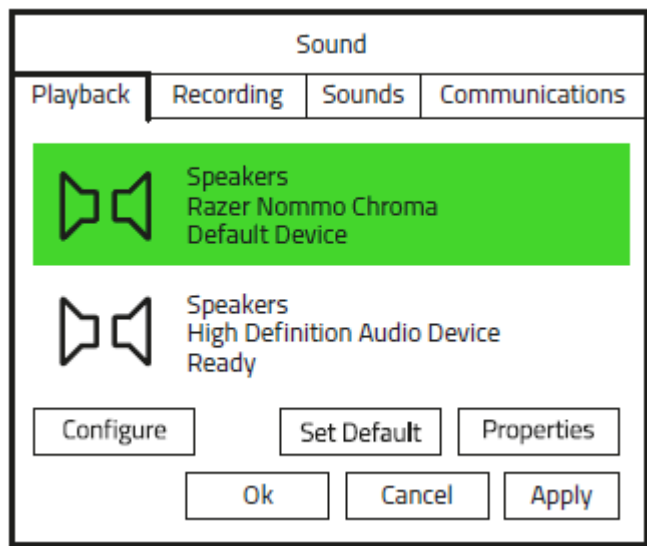 Sound
Playback Recording Sounds Communications
Speakers
Razer Nommo Chroma
Default Device
Speakers
High Definition Audio Device
Ready
Configure Set Default Properties
Ok Cancel Apply